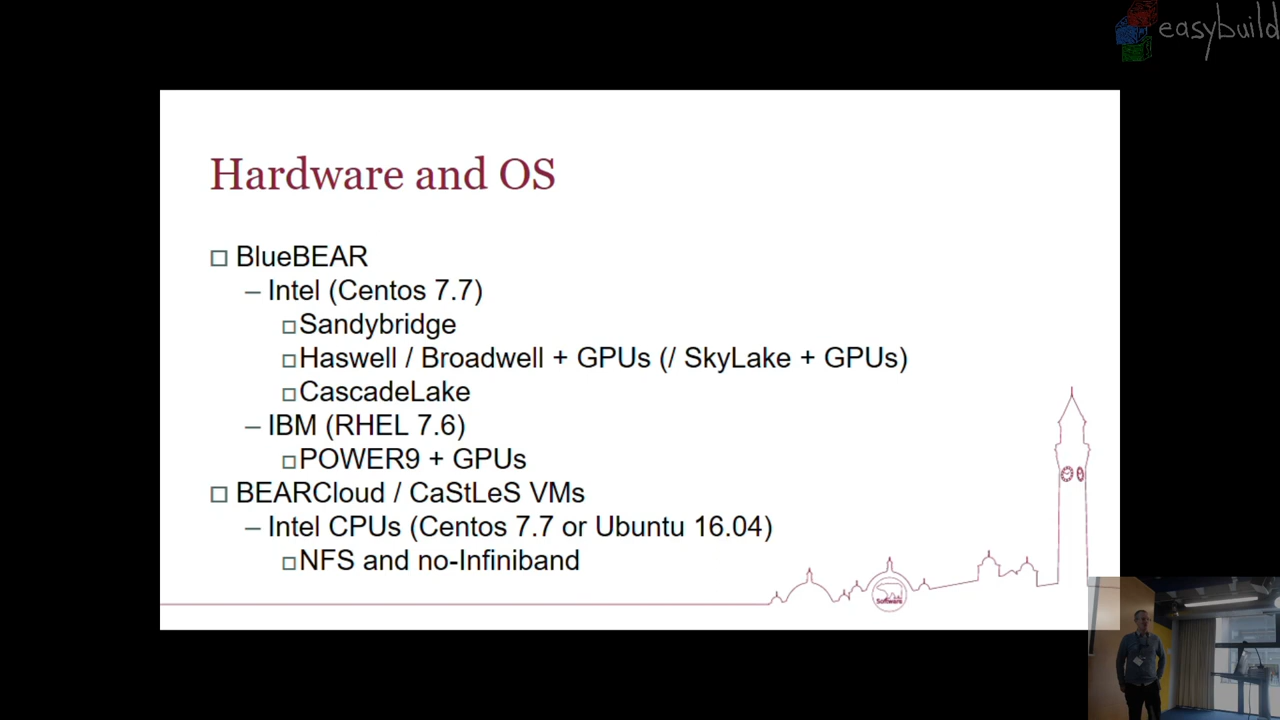 easybuild
Hardware and OS
BlueBEAR
– Intel (Centos 7.7)
Sandybridge
Haswell / Broadwell + GPUs (/ SkyLake + GPUs)
CascadeLake
– IBM (RHEL 7.6)
POWER9 + GPUs
BEARCloud / CaStLeS VMs
– Intel CPUs (Centos 7.7 or Ubuntu 16.04)
NFS and no-Infiniband
Software